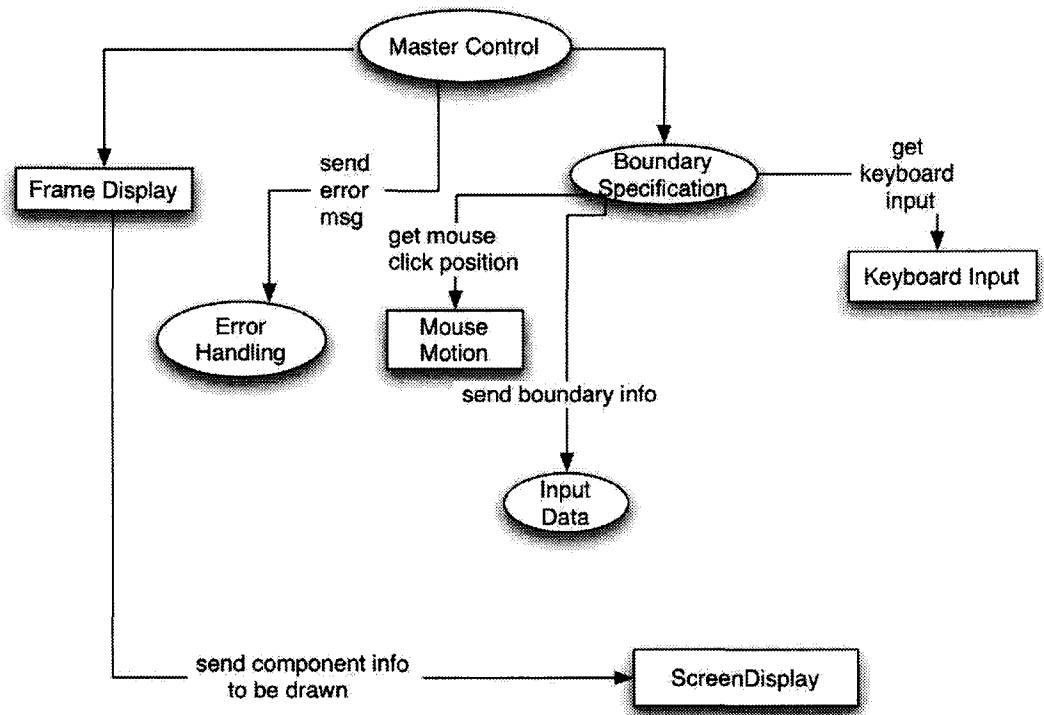 Master Control
Frame Display
send
error
msg
Boundary
Specification
get
keyboard
input
get mouse
click position
Keyboard Input
Error
Handling
Mouse
Motion
send boundary info
Input
Data
send component info
to be drawn
ScreenDisplay